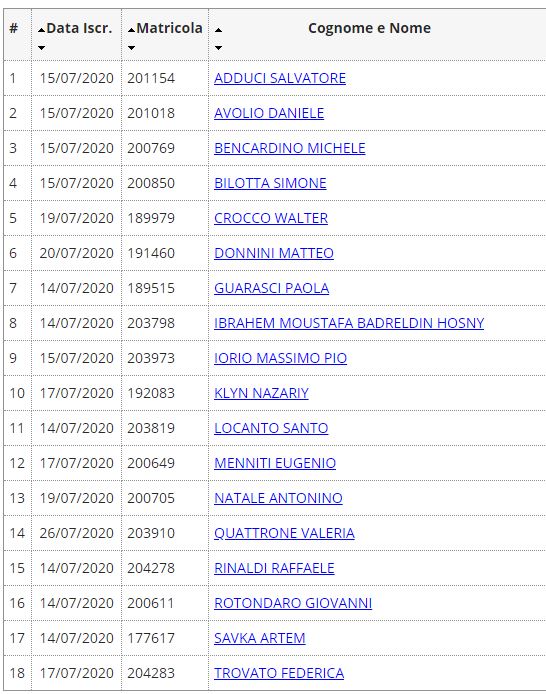 # Data Iscr. Matricola Cognome e Nome
1 15/07/2020 201154 ADDUCI SALVATORE
2 15/07/2020 201018 AVOLIO DANIELE
3 15/07/2020 200769 BENCARDINO MICHELE
4 15/07/2020 200850 BILOTTA SIMONE
5 19/07/2020 189979 CROCCO WALTER
6 20/07/2020 191460 DONNINI MATTEO
7 14/07/2020 189515 GUARASCI PAOLA
8 14/07/2020 203798 IBRAHEM MOUSTAFA BADRELDIN HOSNY
9 15/07/2020 203973 IORIO MASSIMO PIO
10 17/07/2020 192083 KLYN NAZARIY
11 14/07/2020 203819 LOCANTO SANTO
12 17/07/2020 200649 MENNITI EUGENIO
13 19/07/2020 200705 NATALE ANTONINO
14 26/07/2020 203910 QUATTRONE VALERIA
15 14/07/2020 204278 RINALDI RAFFAELE
16 14/07/2020 200611 ROTONDARO GIOVANNI
17 14/07/2020 177617 SAVKA ARTEM
18 17/07/2020 204283 TROVATO FEDERICA